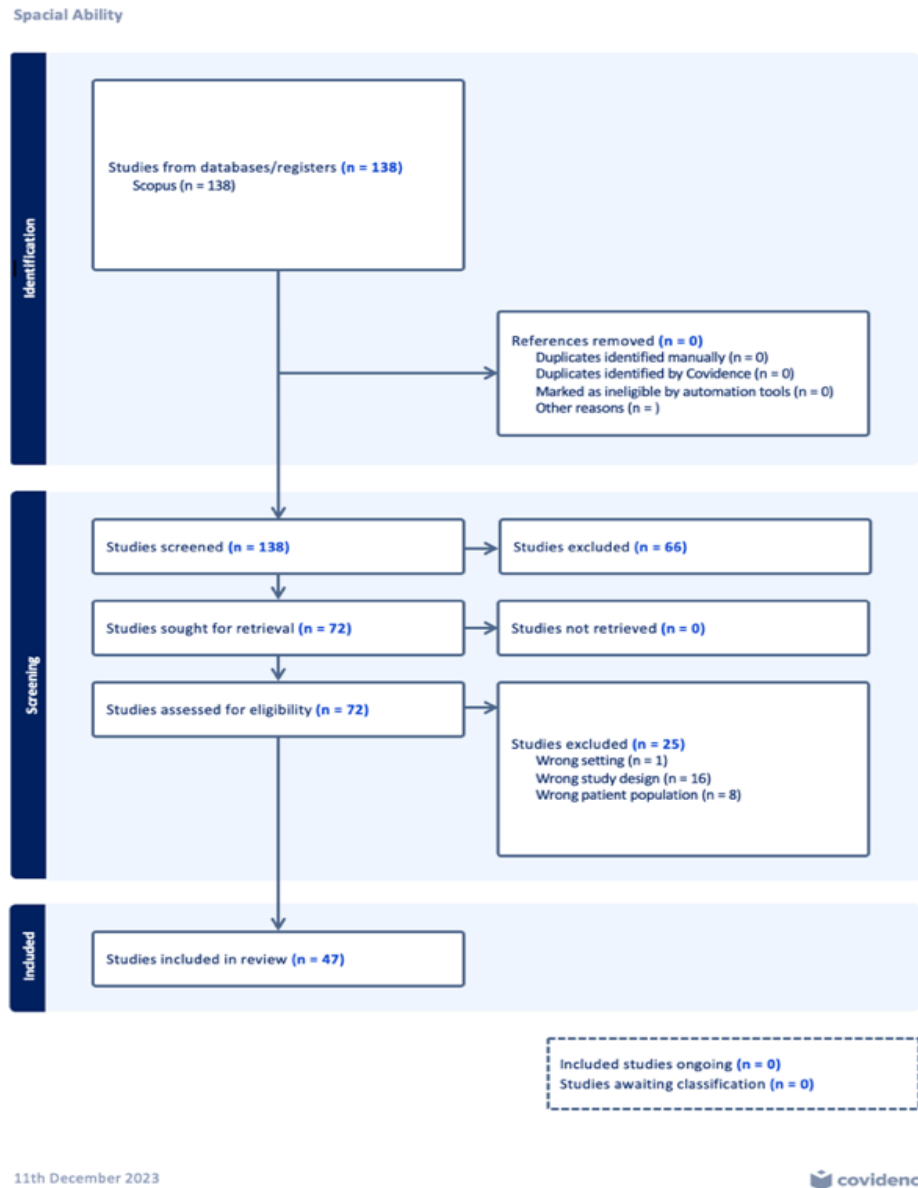 Spacial Ability
Identification
Studies from databases/registers (n = 138)
Scopus (n = 138)
References removed (n = 0)
Duplicates identified manually (n = 0)
Duplicates identified by Covidence (n = 0)
Marked as ineligible by automation tools (n = 0)
Other reasons (n = )
Screening
Studies screened (n = 138)
Studies excluded (n = 66)
Studies sought for retrieval (n = 72)
Studies not retrieved (n = 0)
Studies assessed for eligibility (n = 72)
Studies excluded (n = 25)
Wrong setting (n = 1)
Wrong study design (n = 16)
Wrong patient population (n = 8)
Included
Studies included in review (n = 47)
Included studies ongoing (n = 0)
Studies awaiting classification (n = 0)
11th December 2023
covidenc